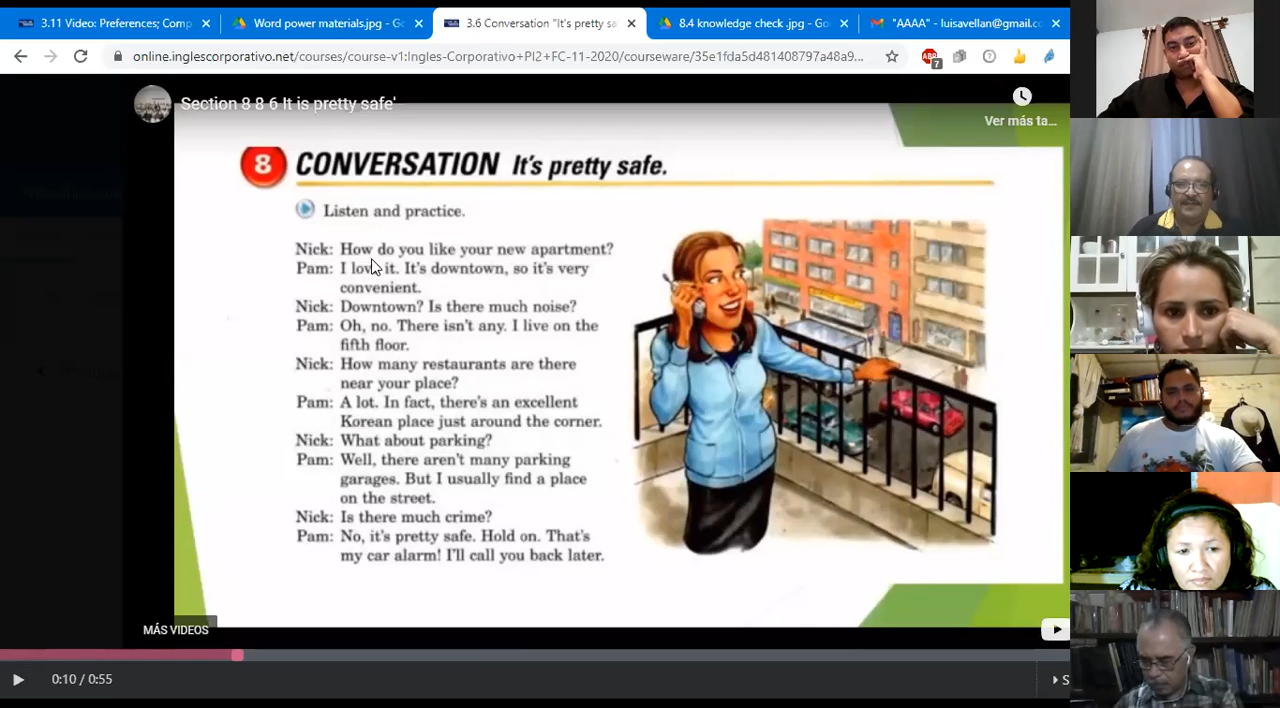 3.11 Video: Preferences; Comp
Word power materials.jpg - Go
3.6 Conversation "It's pretty sa
8.4 knowledge check .jpg - Goo
"AAAA" - luisavellan@gmail.co
online.inglescorporativo.net/courses/course-v1:Ingles-Corporativo+PI2+FC-11-2020/courseware/35e1fda5d481408797a48a9...
7
Section 8 8 6 It is pretty safe'
Ver más ta...
8 CONVERSATION It's pretty safe.
Listen and practice.
Nick: How do you like your new apartment?
Pam: I love it. It's downtown, so it's very
convenient.
Nick: Downtown? Is there much noise?
Pam: Oh, no. There isn't any. I live on the
fifth floor.
Nick: How many restaurants are there
near your place?
Pam: A lot. In fact, there's an excellent
Korean place just around the corner.
Nick: What about parking?
Pam: Well, there aren't many parking
garages. But I usually find a place
on the street.
Nick: Is there much crime?
Pam: No, it's pretty safe. Hold on. That's
my car alarm! I'll call you back later.
MÁS VIDEOS
0:10 / 0:55
S